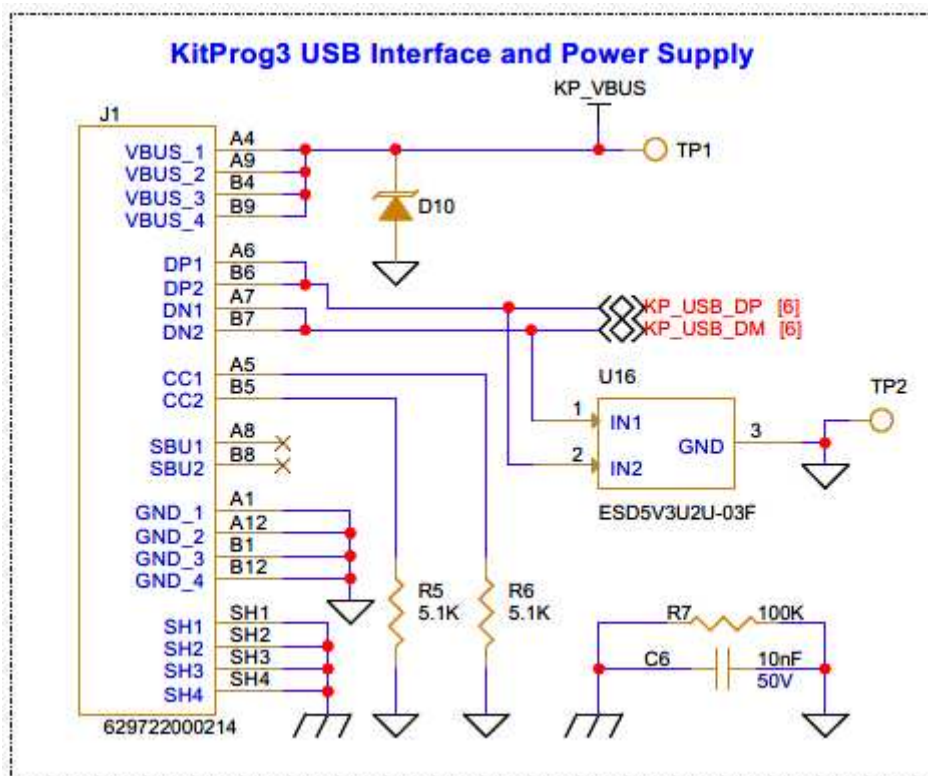 KitProg3 USB Interface and Power Supply
KP_VBUS
J1
TP1
VBUS_1 A4
VBUS_2 A9
VBUS_3 B4
VBUS_4 B9
D10
DP1 A6
DP2 B6
DN1 A7
DN2 B7
KP_USB_DP [6]
KP_USB_DM [6]
CC1 A5
CC2 B5
U16
TP2
1 IN1
GND 3
2 IN2
ESD5V3U2U-03F
SBU1 A8
SBU2 B8
GND_1 A1
GND_2 A12
GND_3 B1
GND_4 B12
R5
5.1K
R6
5.1K
SH1 SH1
SH2 SH2
SH3 SH3
SH4 SH4
R7 100K
C6 10nF
50V
629722000214